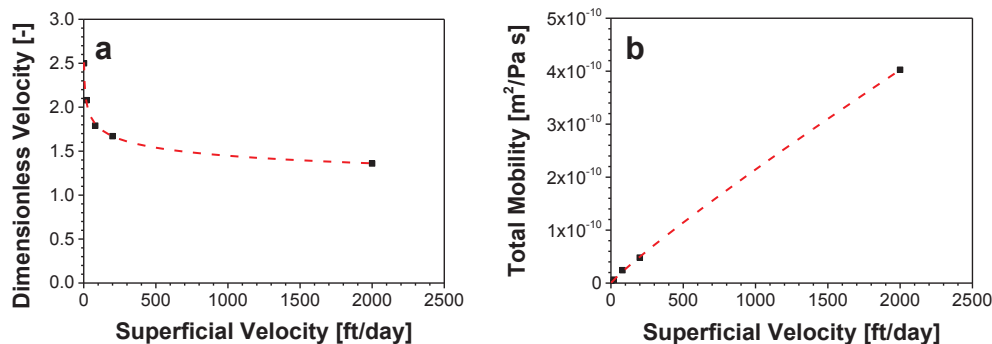 a
Dimensionless Velocity [-]
3.0
2.5
2.0
1.5
1.0
0.5
0.0
0 500 1000 1500 2000 2500
Superficial Velocity [ft/day]
b
Total Mobility [m²/Pa s]
5x10⁻¹⁰
4x10⁻¹⁰
3x10⁻¹⁰
2x10⁻¹⁰
1x10⁻¹⁰
0
0 500 1000 1500 2000 2500
Superficial Velocity [ft/day]